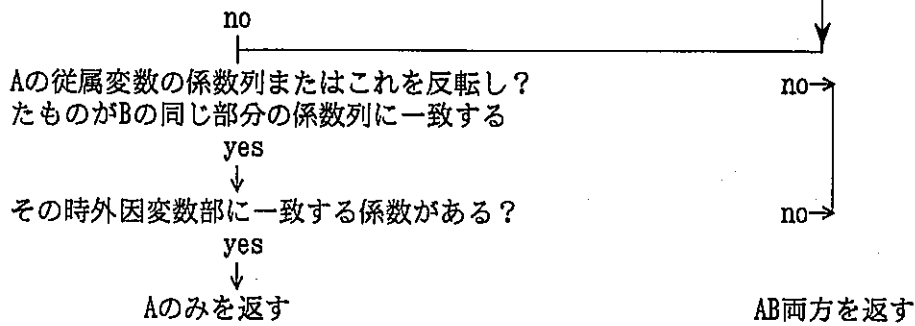 no
Aの従属変数の係数列またはこれを反転し？ no→
たものがBの同じ部分の係数列に一致する
yes
その時外因変数部に一致する係数がある？ no→
yes
Aのみを返す AB両方を返す